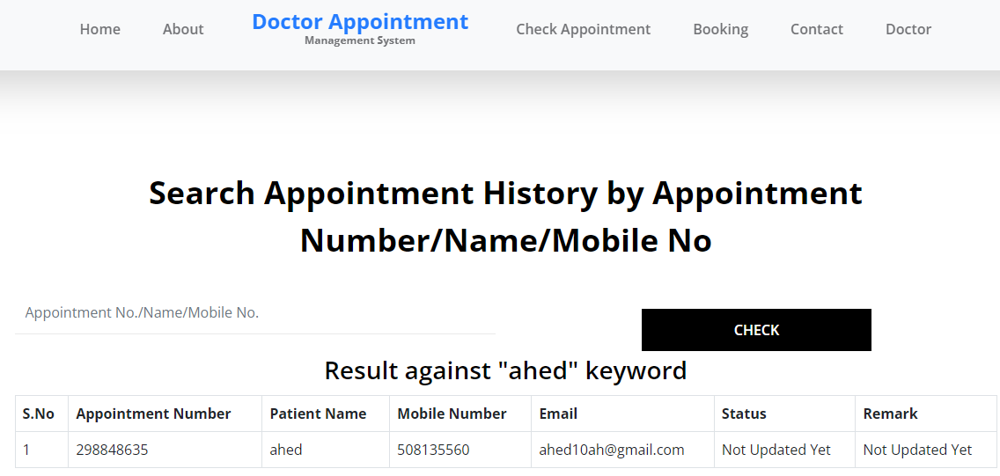 Home About Doctor Appointment Check Appointment Booking Contact Doctor
Management System
Search Appointment History by Appointment
Number/Name/Mobile No
Appointment No./Name/Mobile No.
CHECK
Result against "ahed" keyword
S.No Appointment Number Patient Name Mobile Number Email Status Remark
1 298848635 ahed 508135560 ahed10ah@gmail.com Not Updated Yet Not Updated Yet